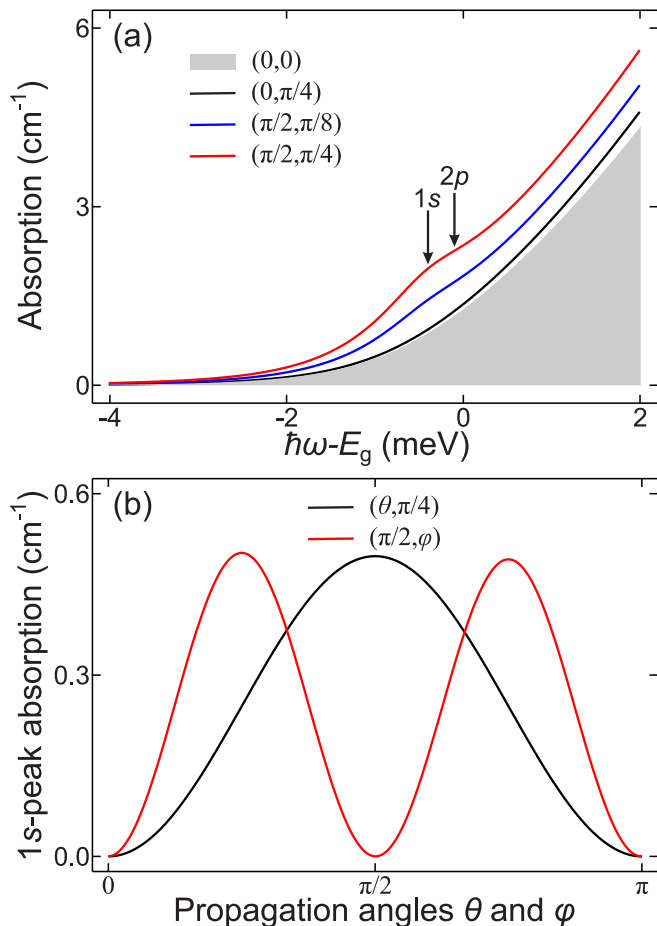 (a)
6
3
0
Absorption (cm⁻¹)
(0,0)
(0,π/4)
(π/2,π/8)
(π/2,π/4)
1s
2p
-4
-2
0
2
ħω-E_g (meV)
(b)
0.6
0.3
0.0
1s-peak absorption (cm⁻¹)
(θ,π/4)
(π/2,φ)
0
π/2
π
Propagation angles θ and φ